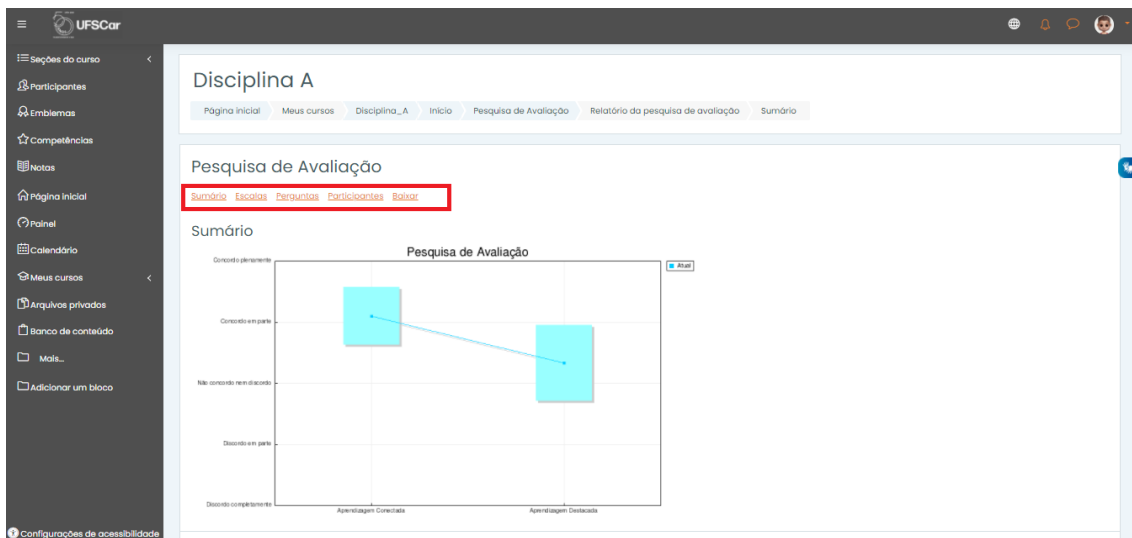 UFSCar
Seções do curso
Participantes
Emblemas
Competências
Notas
Página inicial
Painel
Calendário
Meus cursos
Arquivos privados
Banco de conteúdo
Mais...
Adicionar um bloco
Configurações de acessibilidade
Disciplina A
Página inicial Meus cursos Disciplina_A Início Pesquisa de Avaliação Relatório da pesquisa de avaliação Sumário
Pesquisa de Avaliação
Sumário Escalas Perguntas Participantes Baixar
Sumário
Pesquisa de Avaliação
Atual
Concordo plenamente
Concordo em parte
Não concordo nem discordo
Discordo em parte
Discordo completamente
Aprendizagem Conectada Aprendizagem Destacada